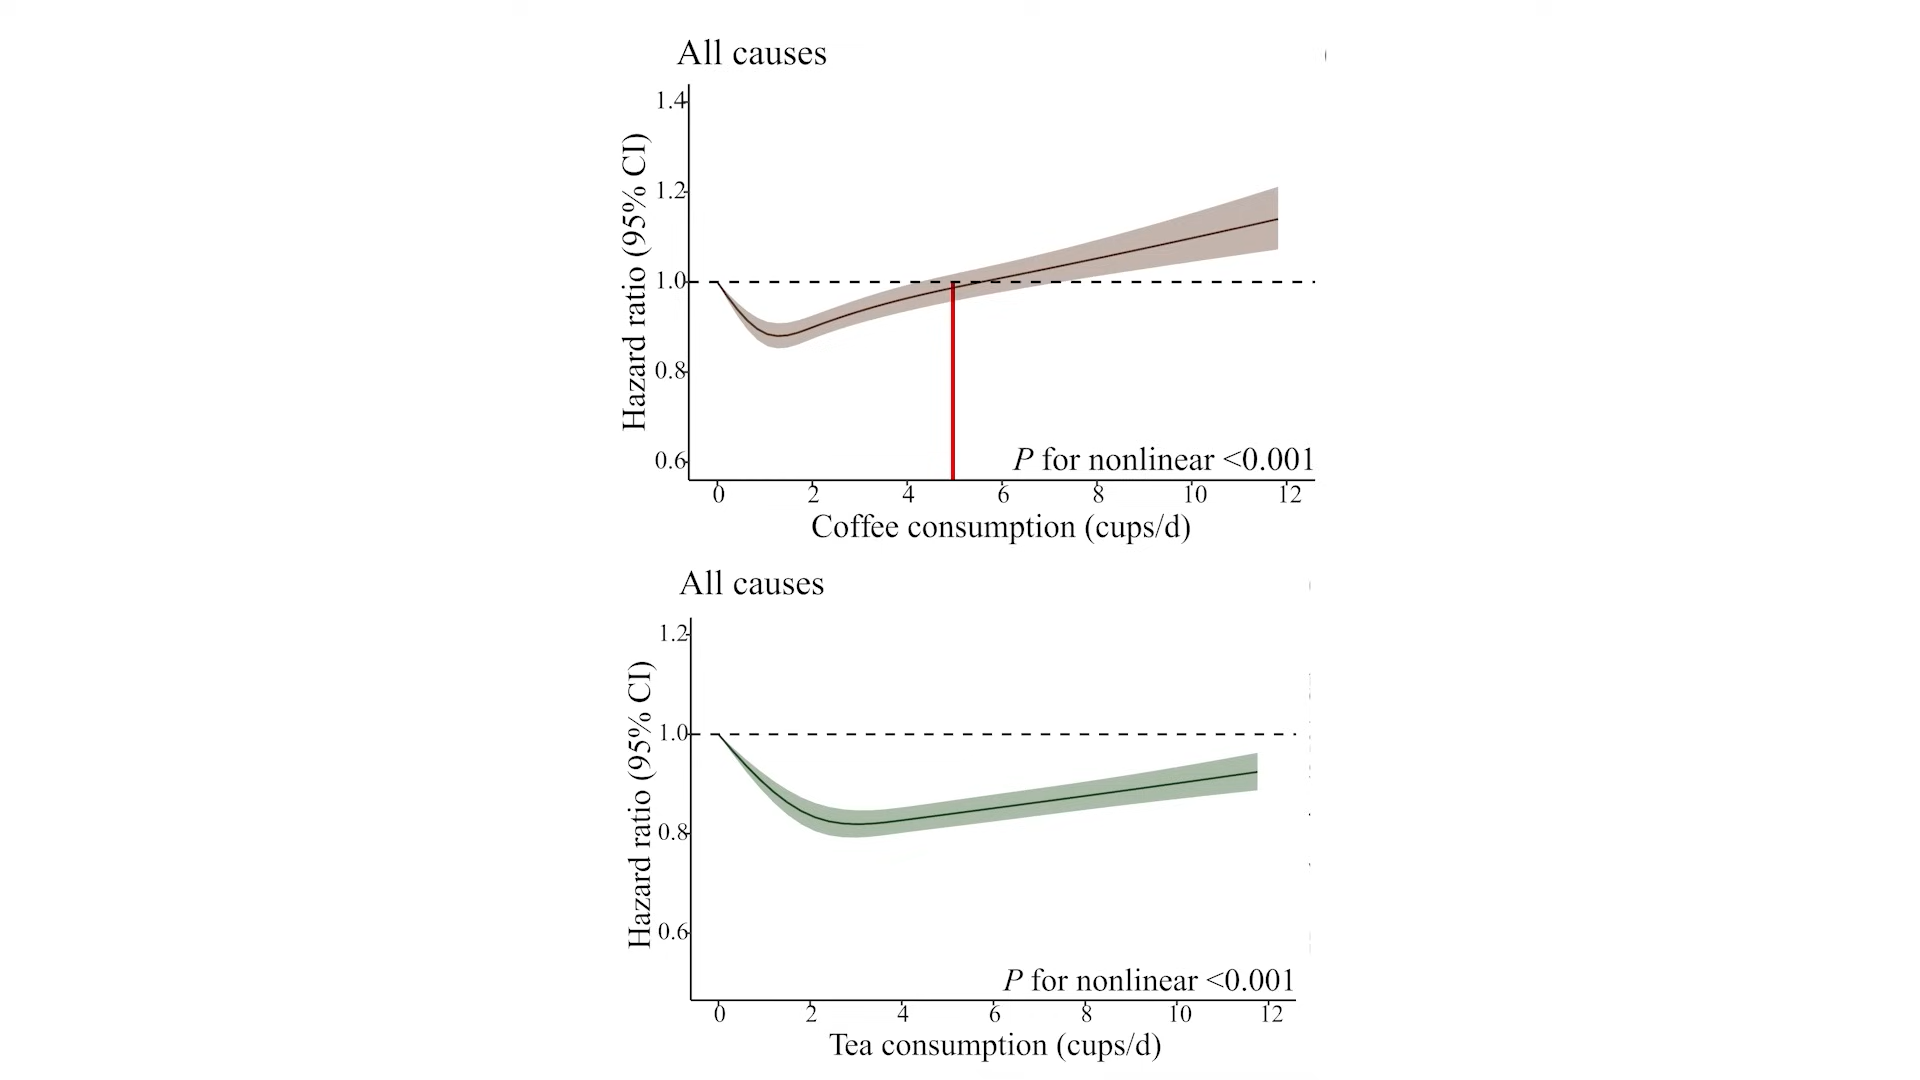 All causes
Hazard ratio (95% CI)
1.4
1.2
1.0
0.8
0.6
P for nonlinear <0.001
0 2 4 6 8 10 12
Coffee consumption (cups/d)
All causes
Hazard ratio (95% CI)
1.2
1.0
0.8
0.6
P for nonlinear <0.001
0 2 4 6 8 10 12
Tea consumption (cups/d)